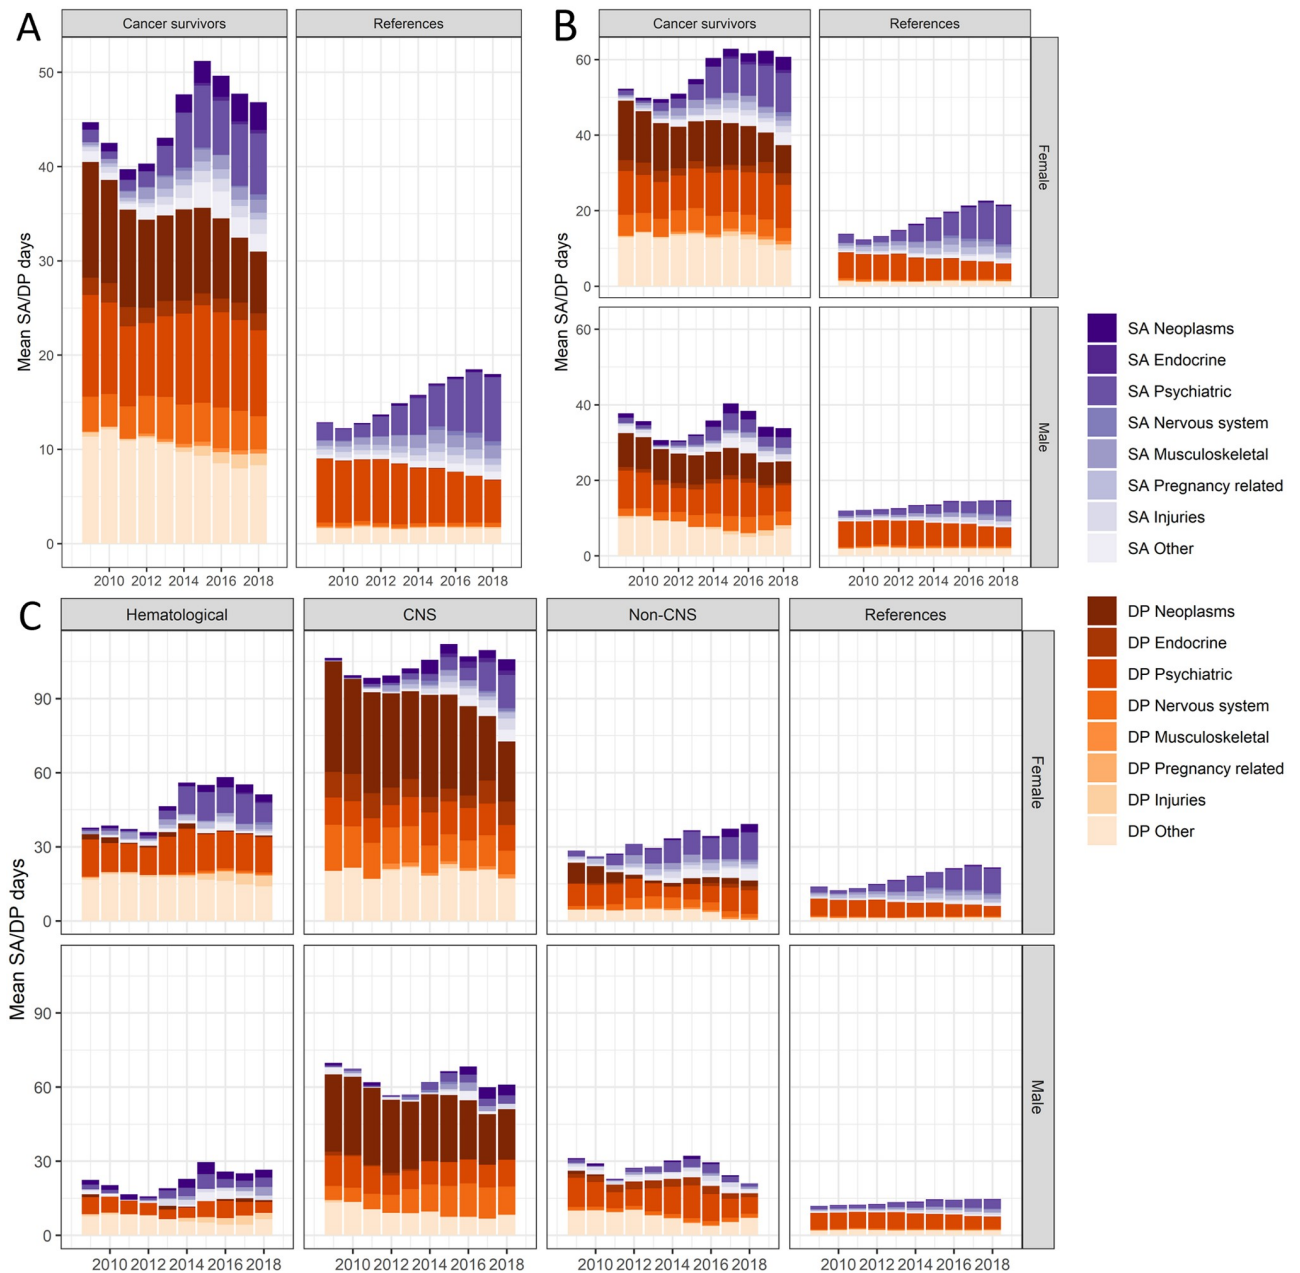 A
Cancer survivors
References
Mean SA/DP days
50
40
30
20
10
0
2010 2012 2014 2016 2018
2010 2012 2014 2016 2018
B
Cancer survivors
References
Mean SA/DP days
60
40
20
0
Female
60
40
20
0
Male
2010 2012 2014 2016 2018
2010 2012 2014 2016 2018
SA Neoplasms
SA Endocrine
SA Psychiatric
SA Nervous system
SA Musculoskeletal
SA Pregnancy related
SA Injuries
SA Other
DP Neoplasms
DP Endocrine
DP Psychiatric
DP Nervous system
DP Musculoskeletal
DP Pregnancy related
DP Injuries
DP Other
C
Hematological
CNS
Non-CNS
References
Mean SA/DP days
90
60
30
0
Female
90
60
30
0
Male
2010 2012 2014 2016 2018
2010 2012 2014 2016 2018
2010 2012 2014 2016 2018
2010 2012 2014 2016 2018